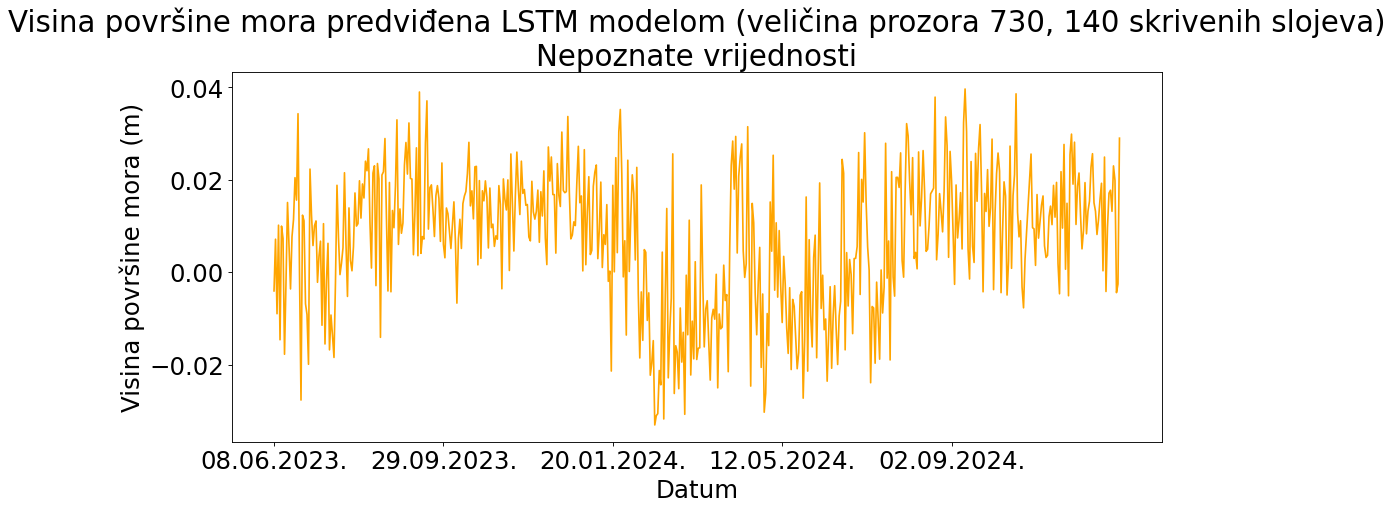 Visina površine mora predviđena LSTM modelom (veličina prozora 730, 140 skrivenih slojeva)
Nepoznate vrijednosti
Visina površine mora (m)
0.04
0.02
0.00
−0.02
08.06.2023.
29.09.2023.
20.01.2024.
12.05.2024.
02.09.2024.
Datum